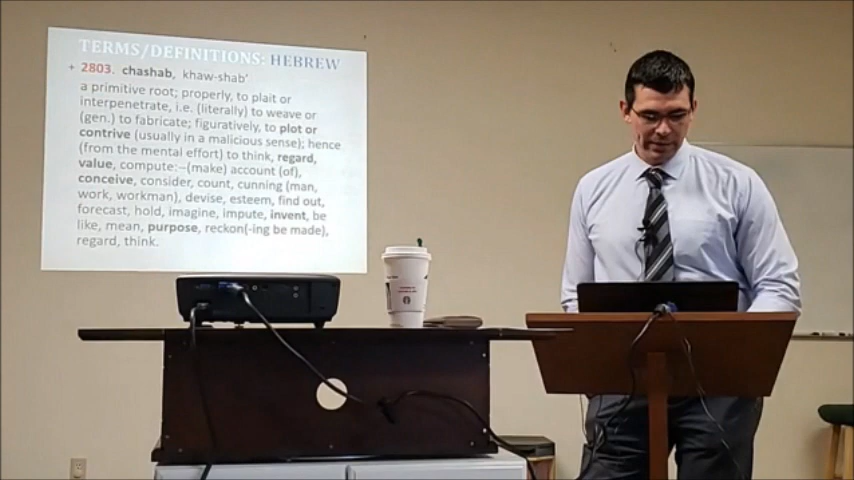 TERMS/DEFINITIONS: HEBREW
+ 2803. chashab, khaw-shab'
a primitive root; properly, to plait or
interpenetrate, i.e. (literally) to weave or
(gen.) to fabricate; figuratively, to plot or
contrive (usually in a malicious sense); hence
(from the mental effort) to think, regard,
value, compute:--(make) account (of),
conceive, consider, count, cunning (man,
work, workman), devise, esteem, find out,
forecast, hold, imagine, impute, invent, be
like, mean, purpose, reckon(-ing be made),
regard, think.